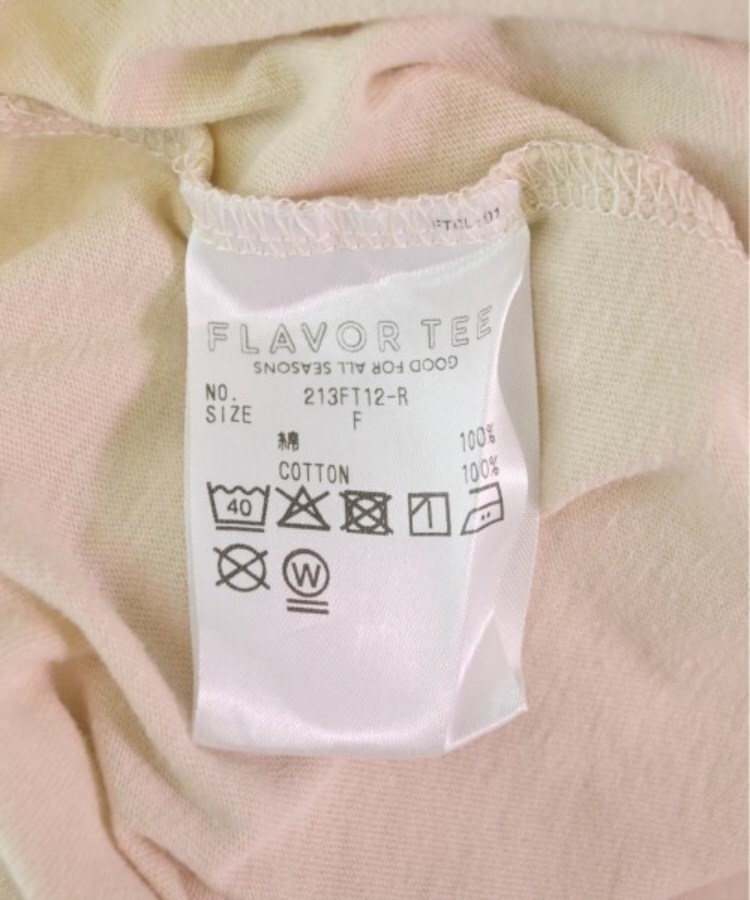 FLAVOR TEE
GOOD FOR ALL SEASONS
NO. 213FT12-R
SIZE F
綿 100%
COTTON 100%
40
W